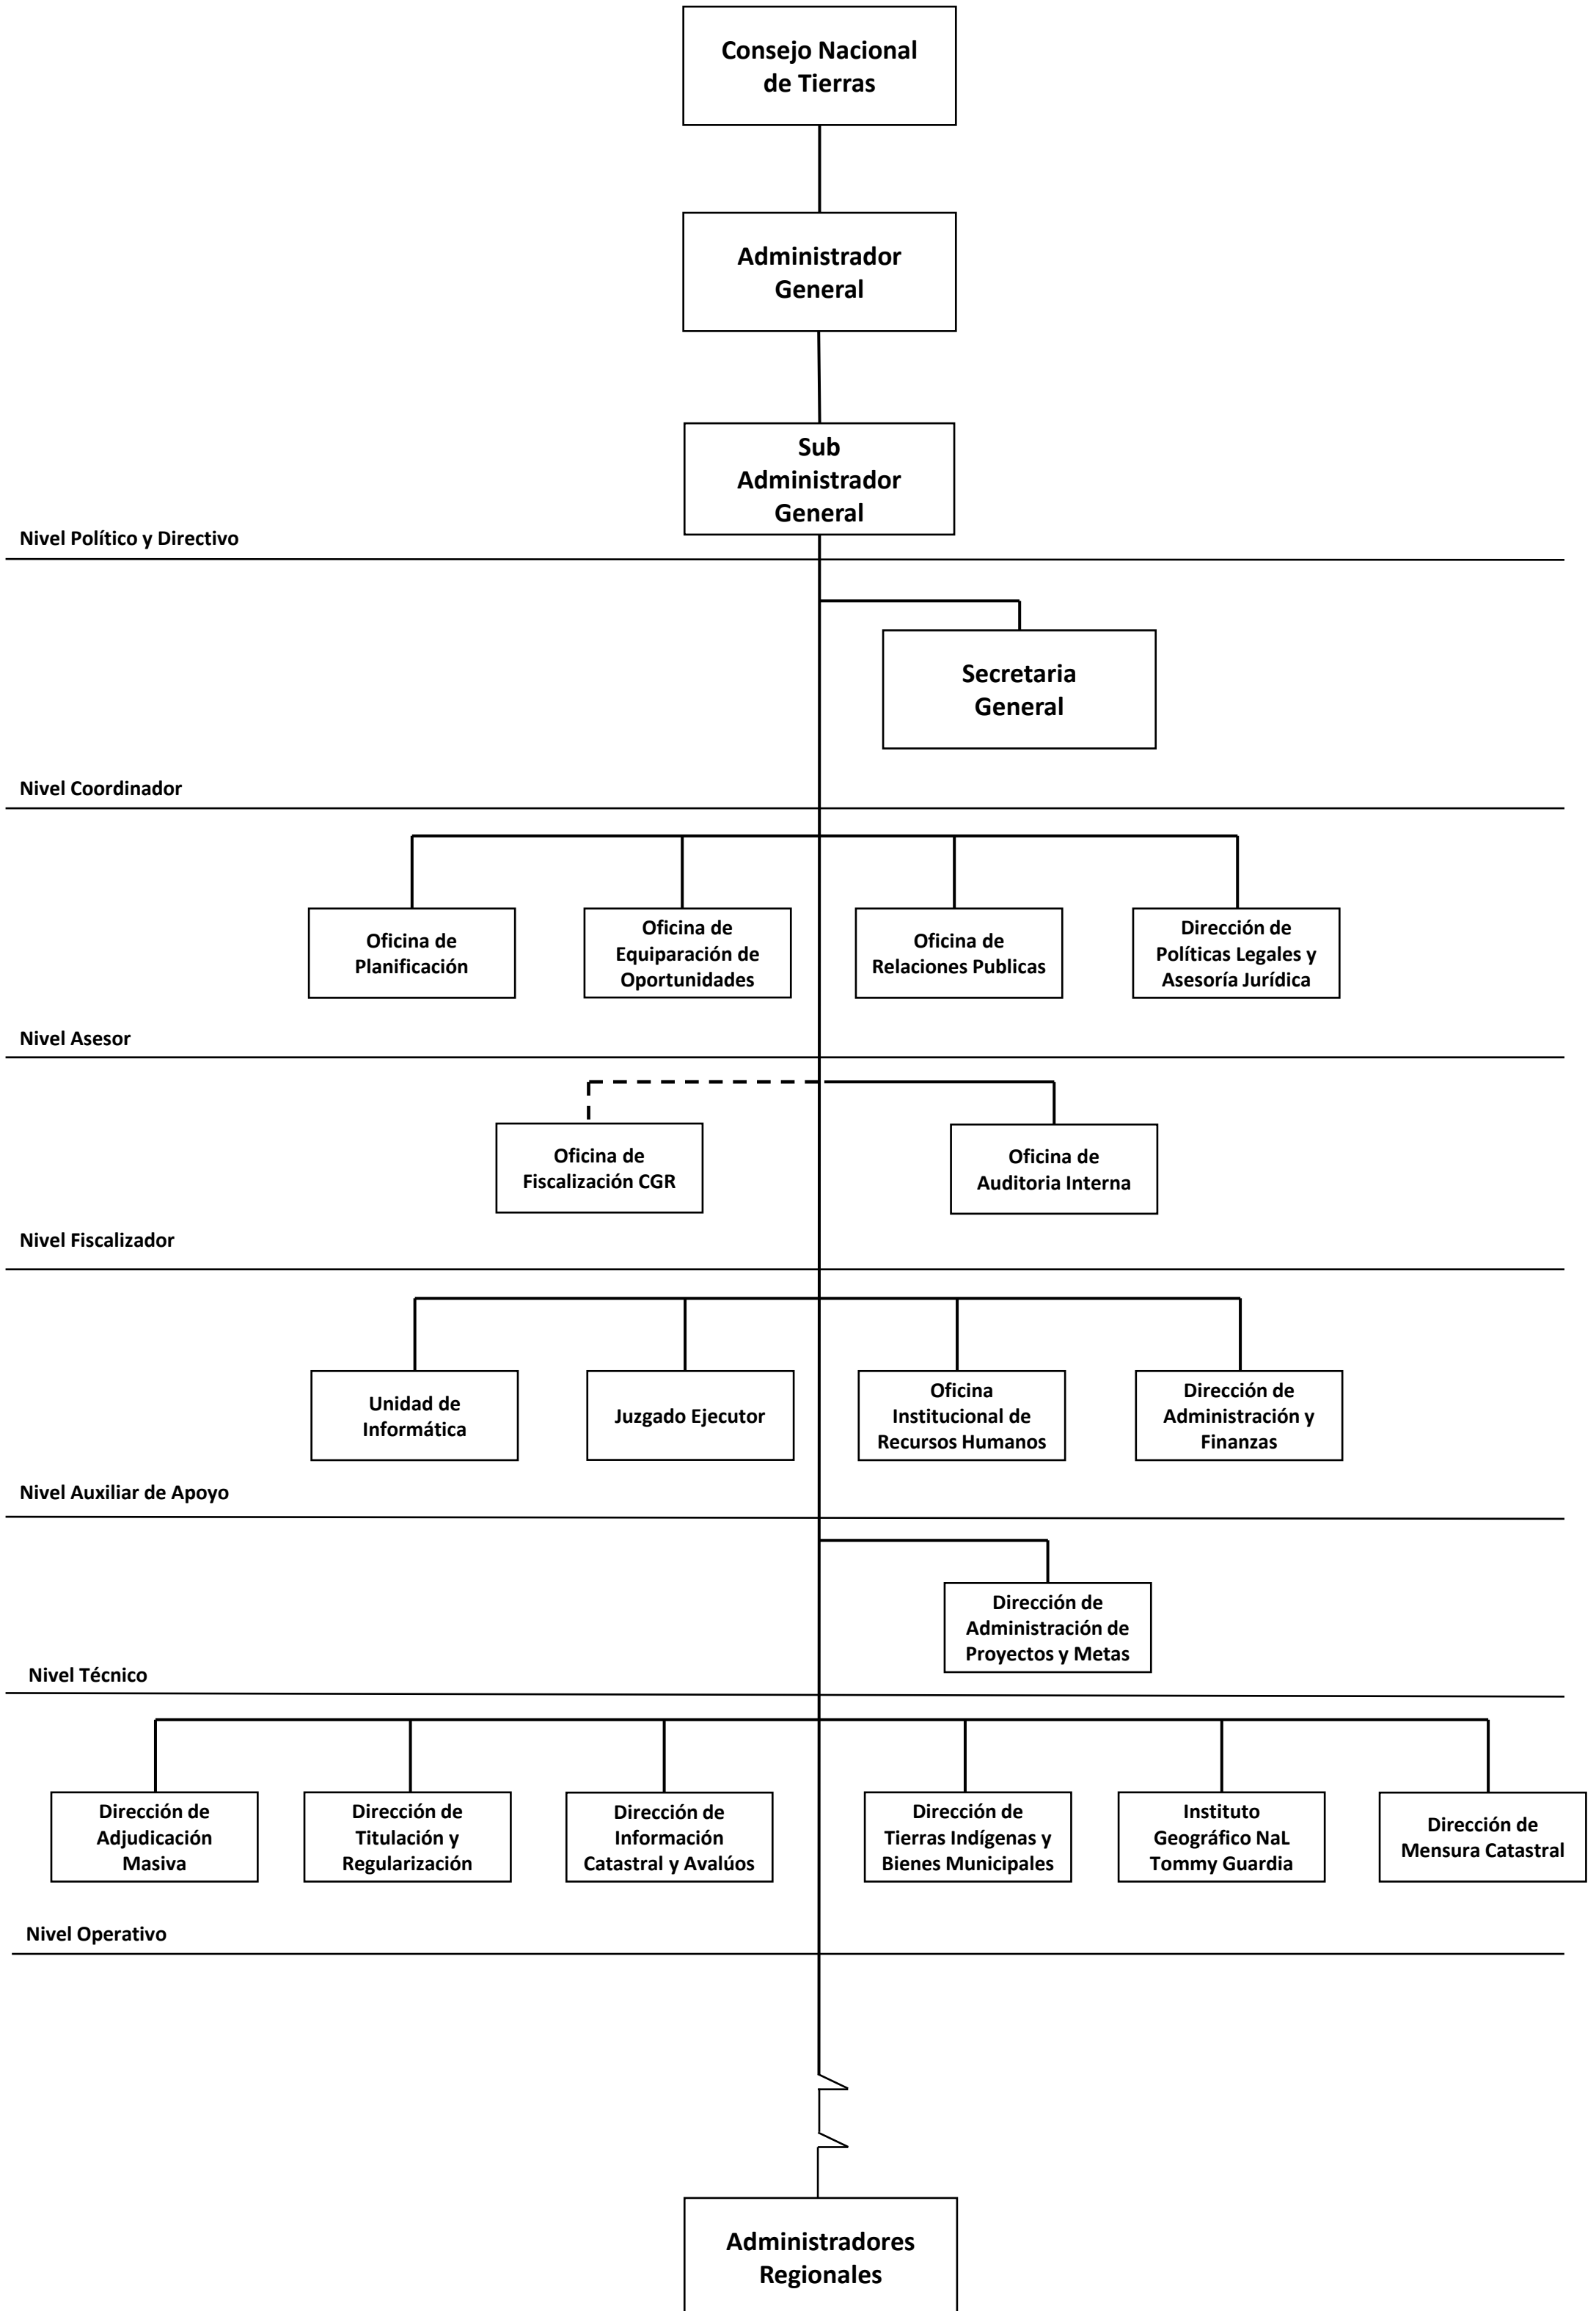 Consejo Nacional
de Tierras
Administrador
General
Sub
Administrador
General
Nivel Político y Directivo
Secretaria
General
Nivel Coordinador
Oficina de
Planificación
Oficina de
Equiparación de
Oportunidades
Oficina de
Relaciones Publicas
Dirección de
Políticas Legales y
Asesoría Jurídica
Nivel Asesor
Oficina de
Fiscalización CGR
Oficina de
Auditoria Interna
Nivel Fiscalizador
Unidad de
Informática
Juzgado Ejecutor
Oficina
Institucional de
Recursos Humanos
Dirección de
Administración y
Finanzas
Nivel Auxiliar de Apoyo
Dirección de
Administración de
Proyectos y Metas
Nivel Técnico
Dirección de
Adjudicación
Masiva
Dirección de
Titulación y
Regularización
Dirección de
Información
Catastral y Avalúos
Dirección de
Tierras Indígenas y
Bienes Municipales
Instituto
Geográfico NaL
Tommy Guardia
Dirección de
Mensura Catastral
Nivel Operativo
Administradores
Regionales